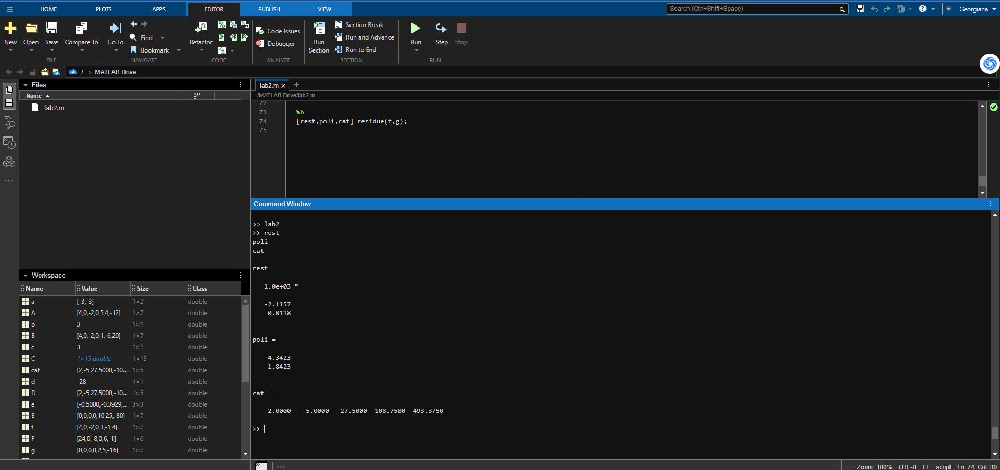 HOME PLOTS APPS EDITOR PUBLISH VIEW Search (Ctrl+Shift+Space) Georgiana
New Open Save Compare To Go To Find Bookmark Refactor Code Issues Debugger Run Section Section Break Run and Advance Run to End Run Step Stop
FILE NAVIGATE CODE ANALYZE SECTION RUN
/ > MATLAB Drive
Files
Name
lab2.m
lab2.m
/MATLAB Drive/lab2.m
72
73 %b
74 [rest,poli,cat]=residue(f,g);
75
Command Window
>> lab2
>> rest
poli
cat
rest =
1.0e+03 *
-2.1157
0.0118
poli =
-4.3423
1.8423
cat =
2.0000 -5.0000 27.5000 -108.7500 493.3750
>>
Workspace
Name Value Size Class
a [-3,-3] 1×2 double
A [4,0,-2,0,5,4,-12] 1×7 double
b 3 1×1 double
B [4,0,-2,0,1,-6,20] 1×7 double
c 3 1×1 double
C 1×13 double 1×13 double
cat [2,-5,27.5000,-10... 1×5 double
d -28 1×1 double
D [2,-5,27.5000,-10... 1×5 double
e [-0.5000,-0.3929,... 3×3 double
E [0,0,0,0,10,25,-80] 1×7 double
f [4,0,-2,0,3,-1,4] 1×7 double
F [24,0,-8,0,6,-1] 1×6 double
g [0,0,0,0,2,5,-16] 1×7 double
Zoom: 100% UTF-8 LF script Ln 74 Col 30